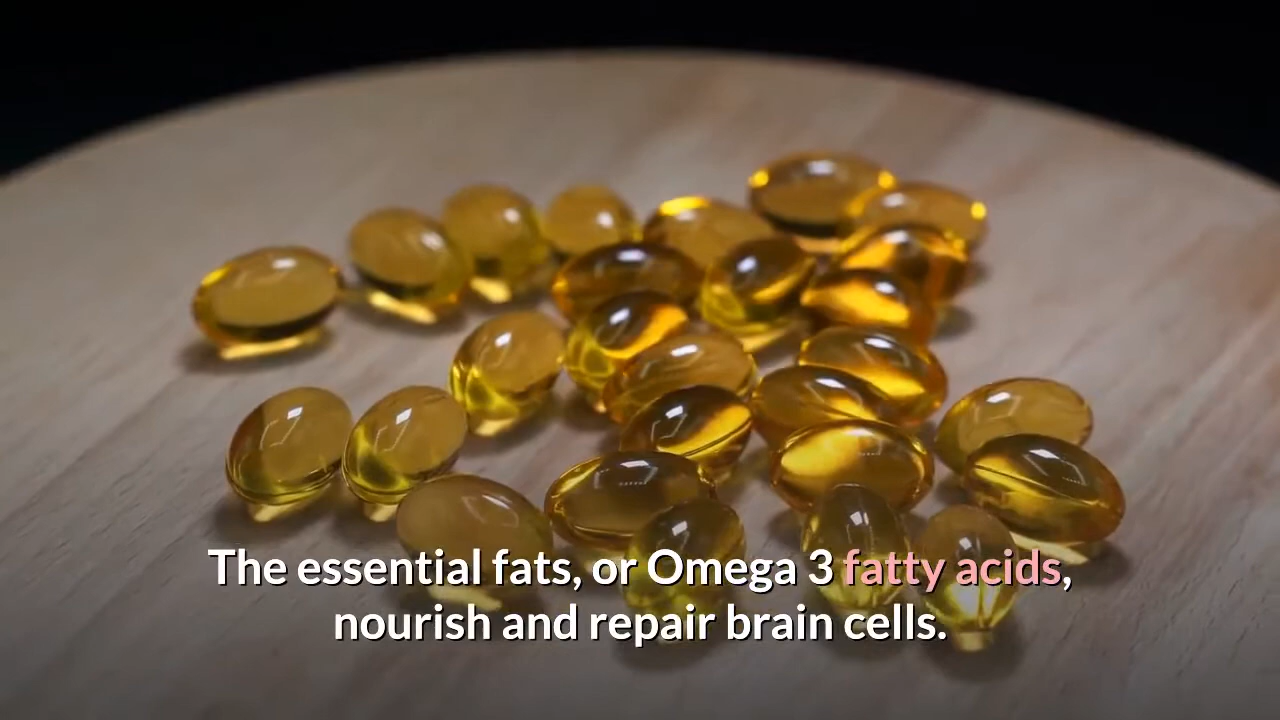 The essential fats, or Omega 3 fatty acids,
nourish and repair brain cells.